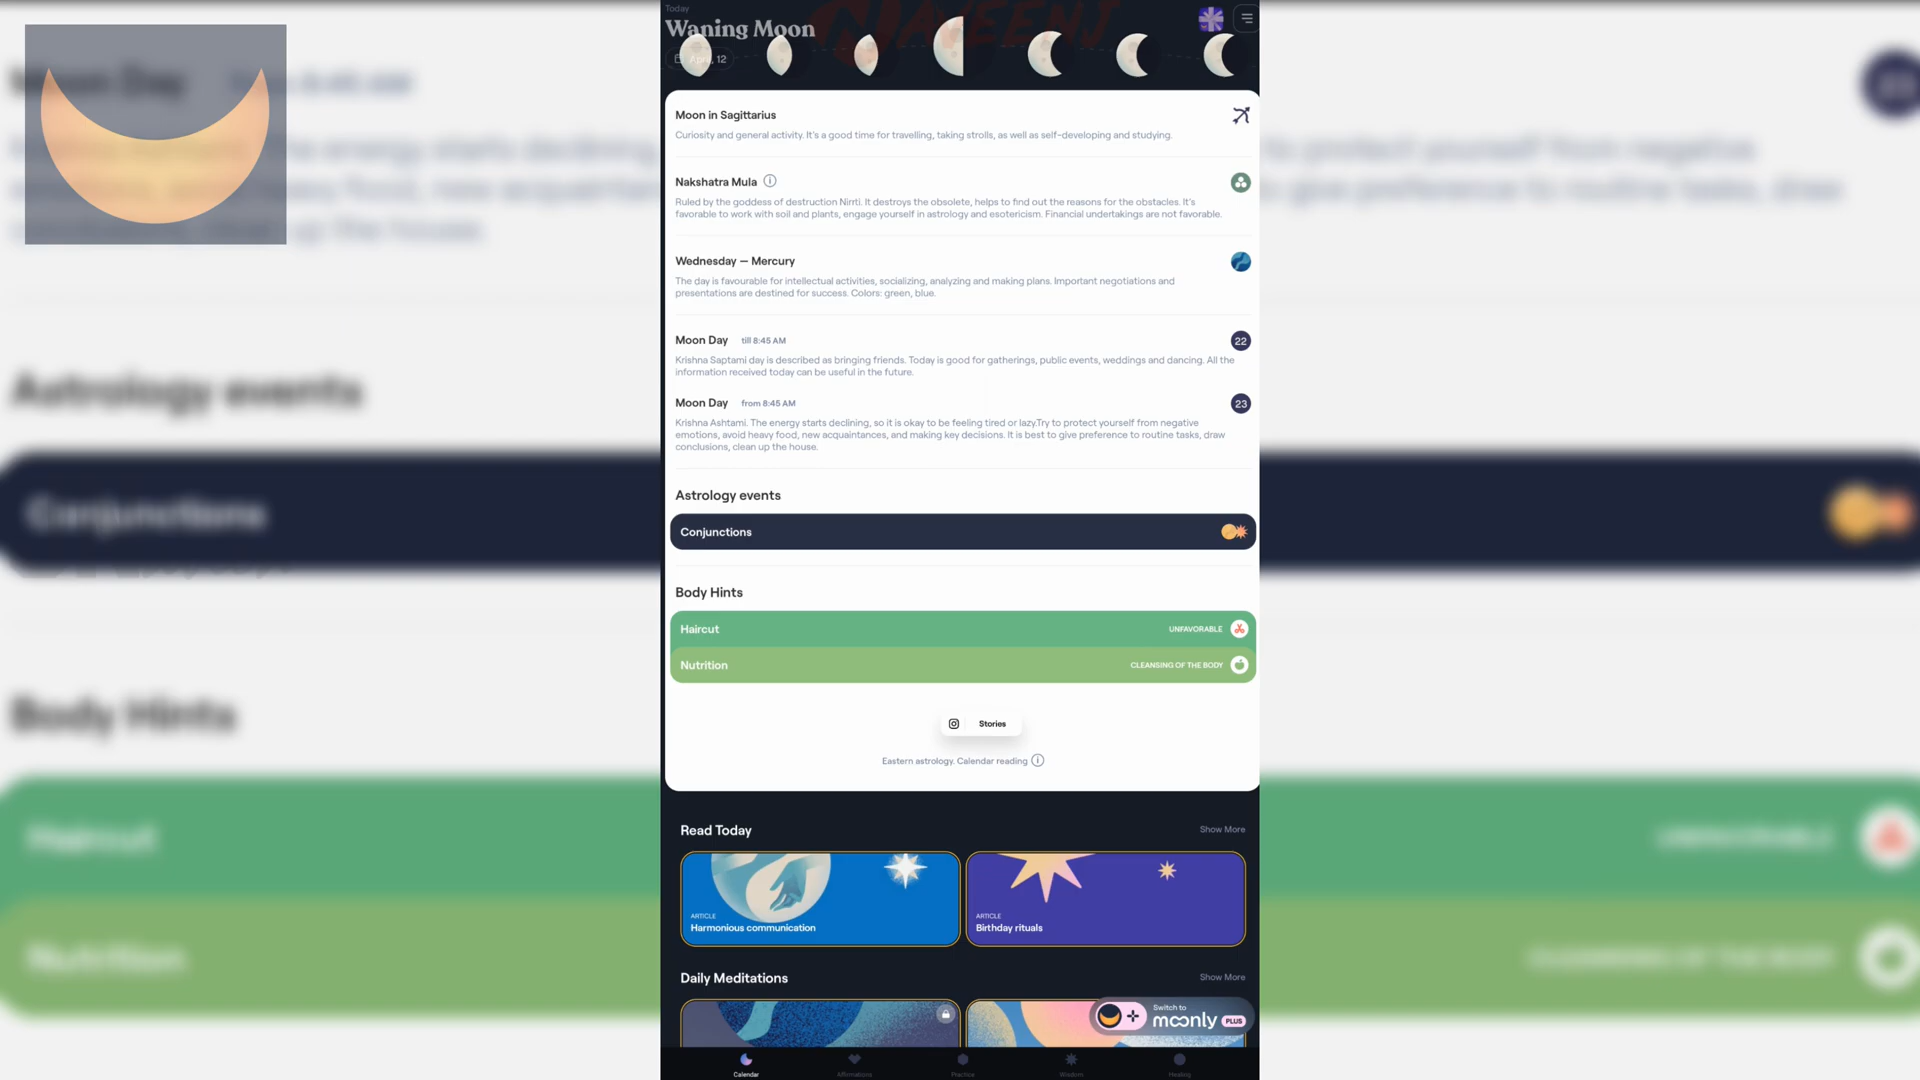 Today
Waning Moon
NAVEENJ
April, 12
Moon in Sagittarius
Curiosity and general activity. It's a good time for travelling, taking strolls, as well as self-developing and studying.
Nakshatra Mula
Ruled by the goddess of destruction Nirrti. It destroys the obsolete, helps to find out the reasons for the obstacles. It's
favorable to work with soil and plants, engage yourself in astrology and esotericism. Financial undertakings are not favorable.
Wednesday — Mercury
The day is favourable for intellectual activities, socializing, analyzing and making plans. Important negotiations and
presentations are destined for success. Colors: green, blue.
Moon Day till 8:45 AM
22
Krishna Saptami day is described as bringing friends. Today is good for gatherings, public events, weddings and dancing. All the
information received today can be useful in the future.
Moon Day from 8:45 AM
23
Krishna Ashtami. The energy starts declining, so it is okay to be feeling tired or lazy.Try to protect yourself from negative
emotions, avoid heavy food, new acquaintances, and making key decisions. It is best to give preference to routine tasks, draw
conclusions, clean up the house.
Astrology events
Conjunctions
Body Hints
Haircut UNFAVORABLE
Nutrition CLEANSING OF THE BODY
Stories
Eastern astrology. Calendar reading
Read Today Show More
ARTICLE
Harmonious communication
ARTICLE
Birthday rituals
Daily Meditations Show More
Switch to
moonly PLUS
Calendar Affirmations Practice Wisdom Healing
Moon Day
Astrology events
Conjunctions
Body Hints
Haircut
Nutrition